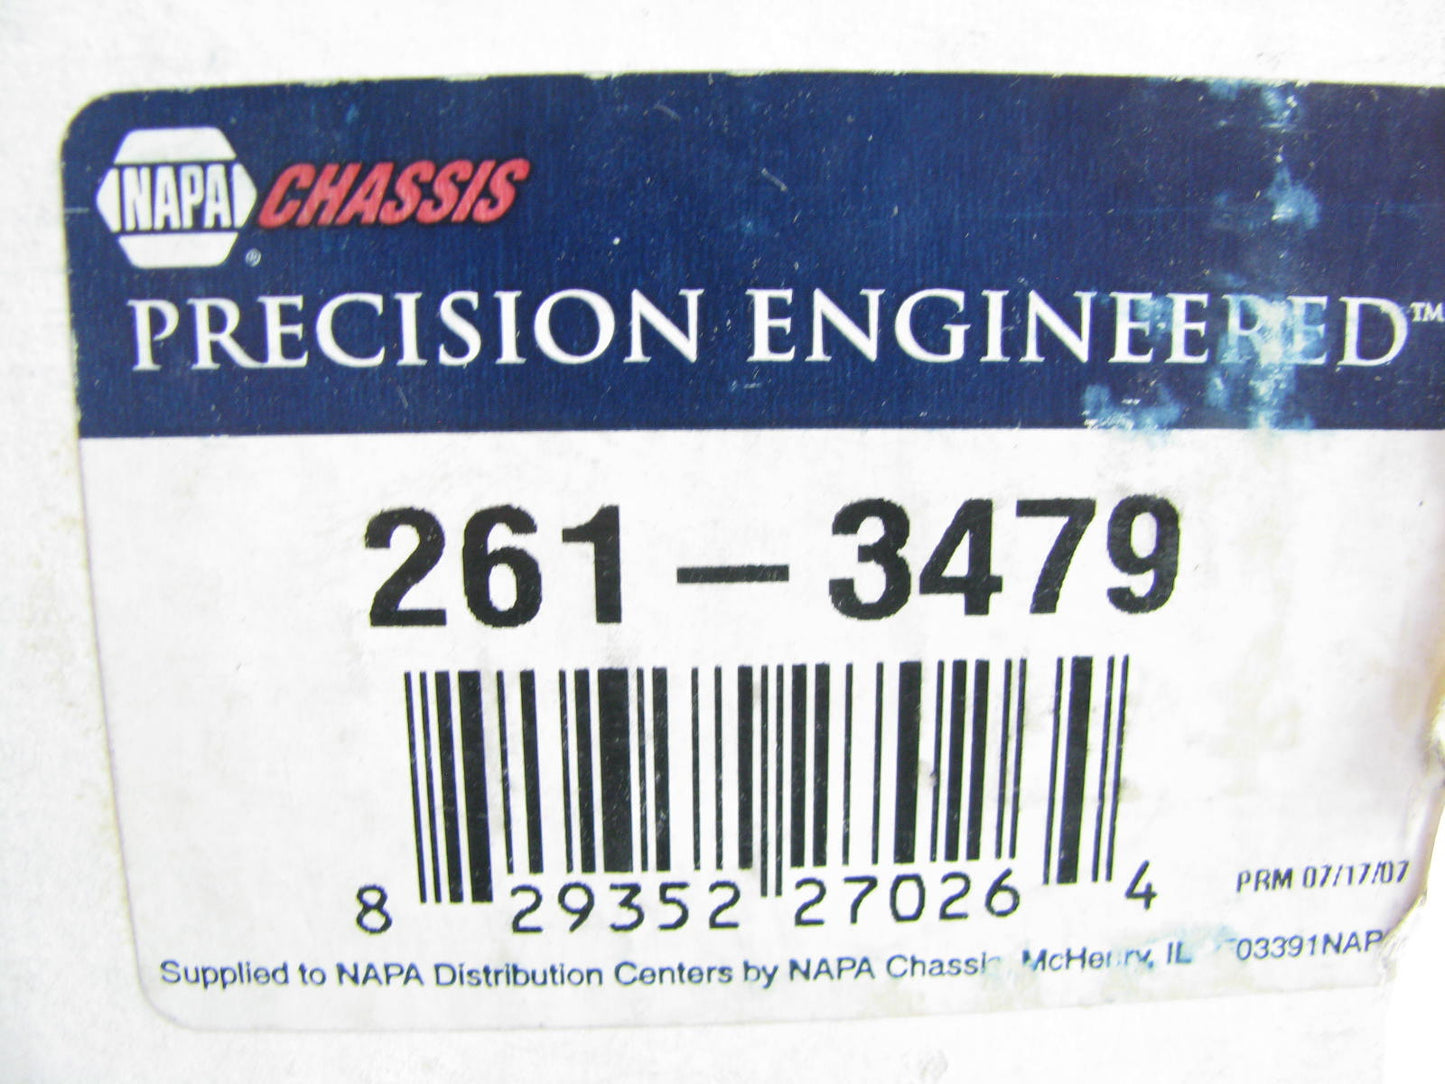 NAPA CHASSIS
PRECISION ENGINEERED™
261-3479
8 29352 27026 4
PRM 07/17/07
Supplied to NAPA Distribution Centers by NAPA Chassis McHenry, IL 03391NAP